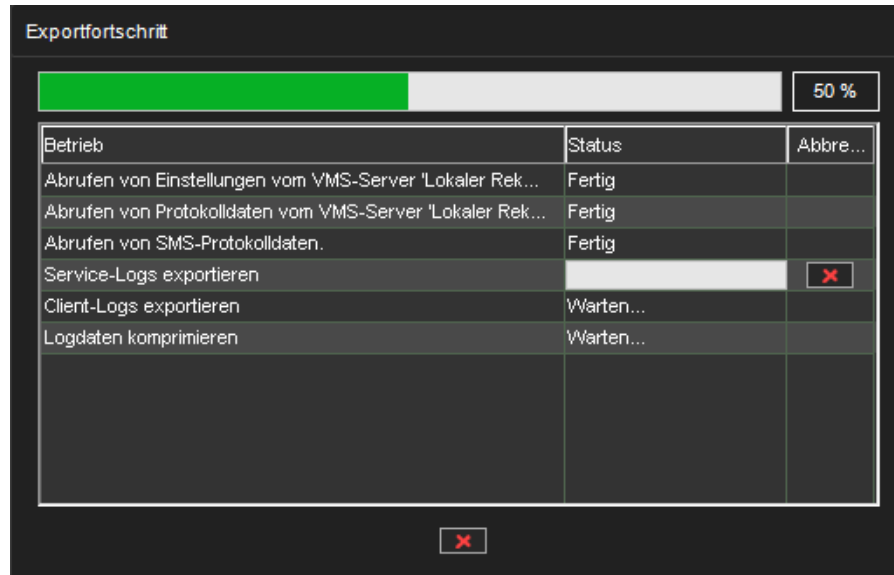 Exportfortschritt
50 %
Betrieb Status Abbre...
Abrufen von Einstellungen vom VMS-Server 'Lokaler Rek... Fertig
Abrufen von Protokolldaten vom VMS-Server 'Lokaler Rek... Fertig
Abrufen von SMS-Protokolldaten. Fertig
Service-Logs exportieren
Client-Logs exportieren Warten...
Logdaten komprimieren Warten...